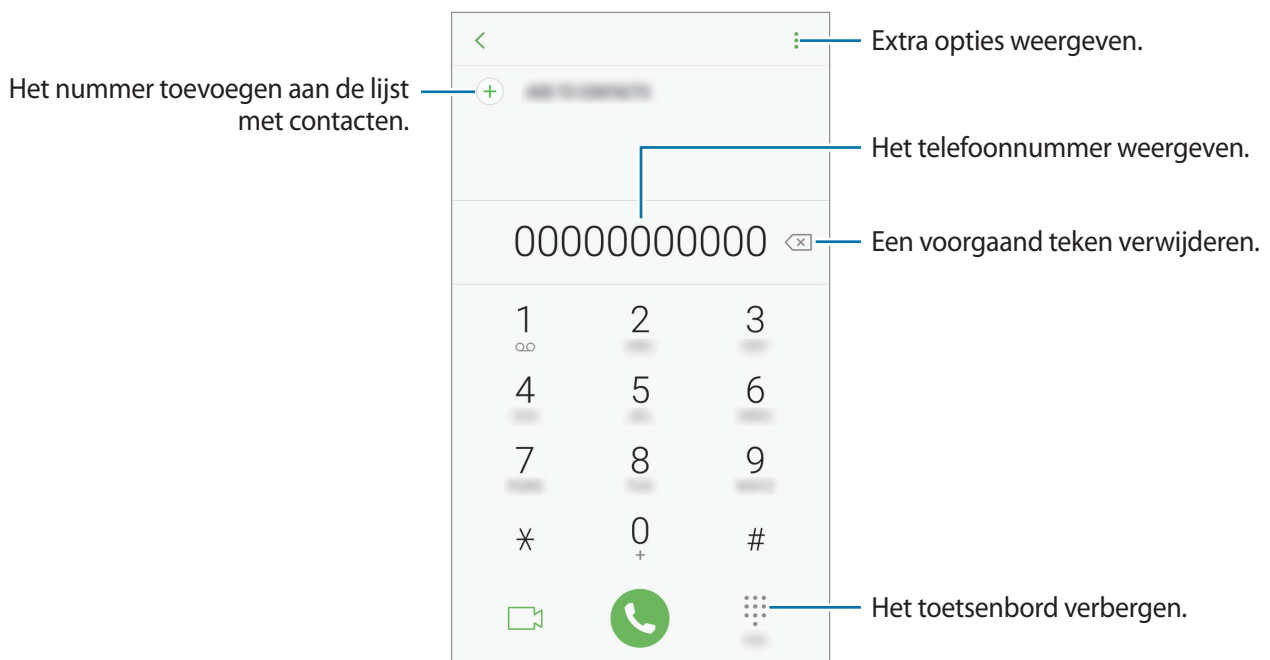 Extra opties weergeven.
Het nummer toevoegen aan de lijst
met contacten.
Het telefoonnummer weergeven.
00000000000
Een voorgaand teken verwijderen.
1 2 3
4 5 6
7 8 9
* 0 #
+
Het toetsenbord verbergen.